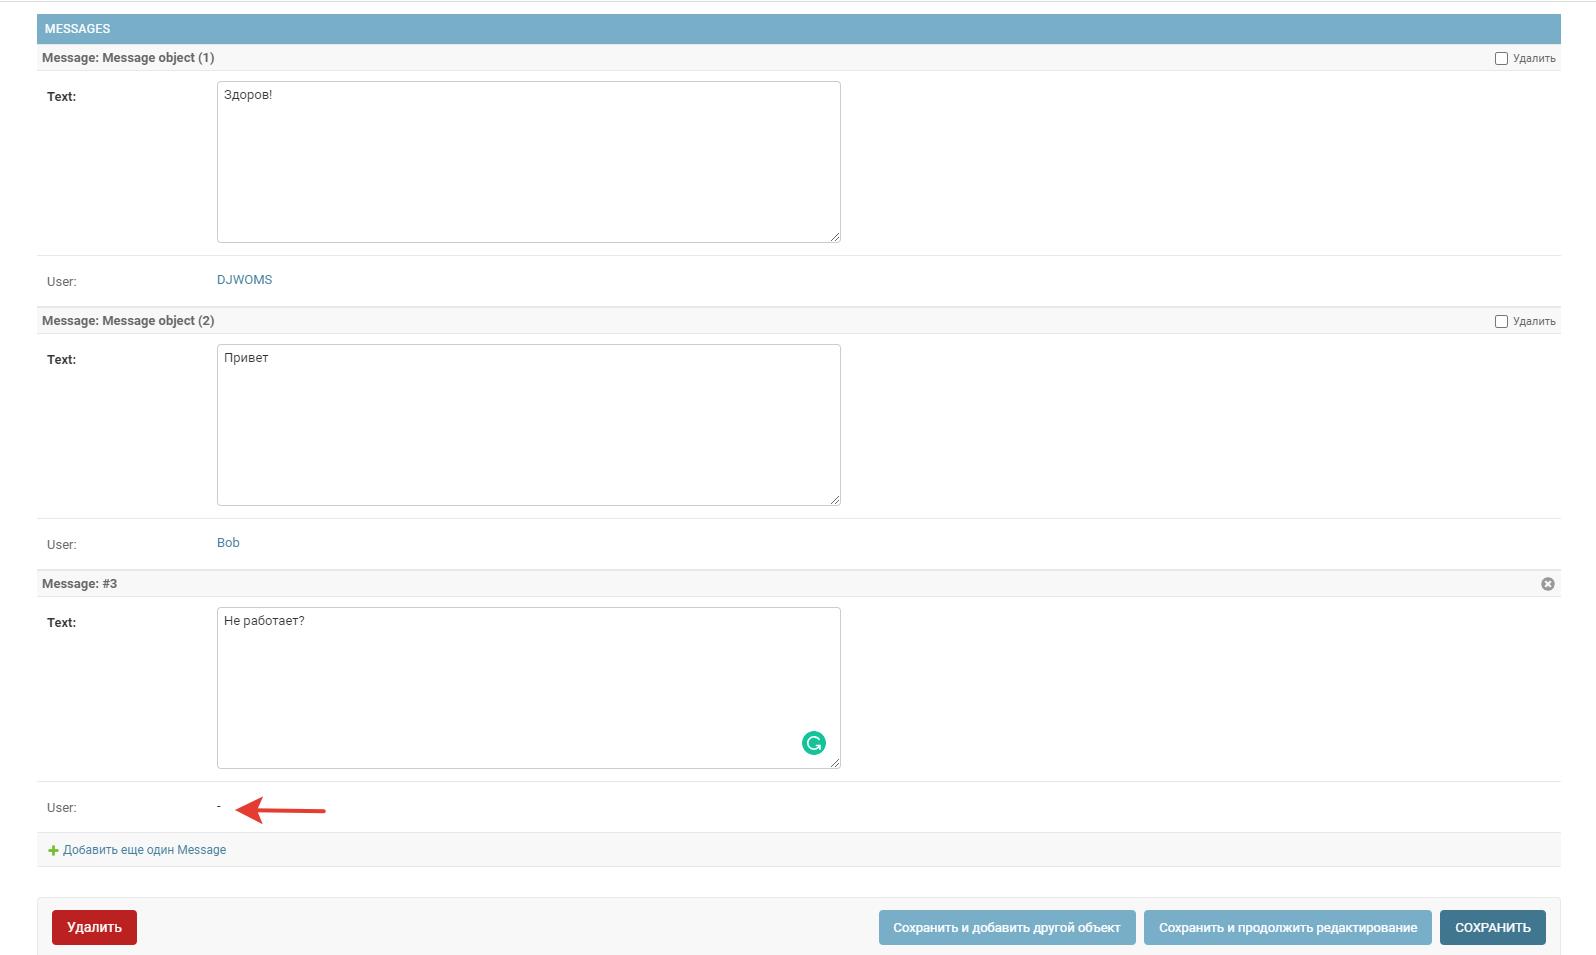 MESSAGES
Message: Message object (1)
Удалить
Text:
Здоров!
User:
DJWOMS
Message: Message object (2)
Удалить
Text:
Привет
User:
Bob
Message: #3
Text:
Не работает?
User:
-
Добавить еще один Message
Удалить
Сохранить и добавить другой объект
Сохранить и продолжить редактирование
СОХРАНИТЬ